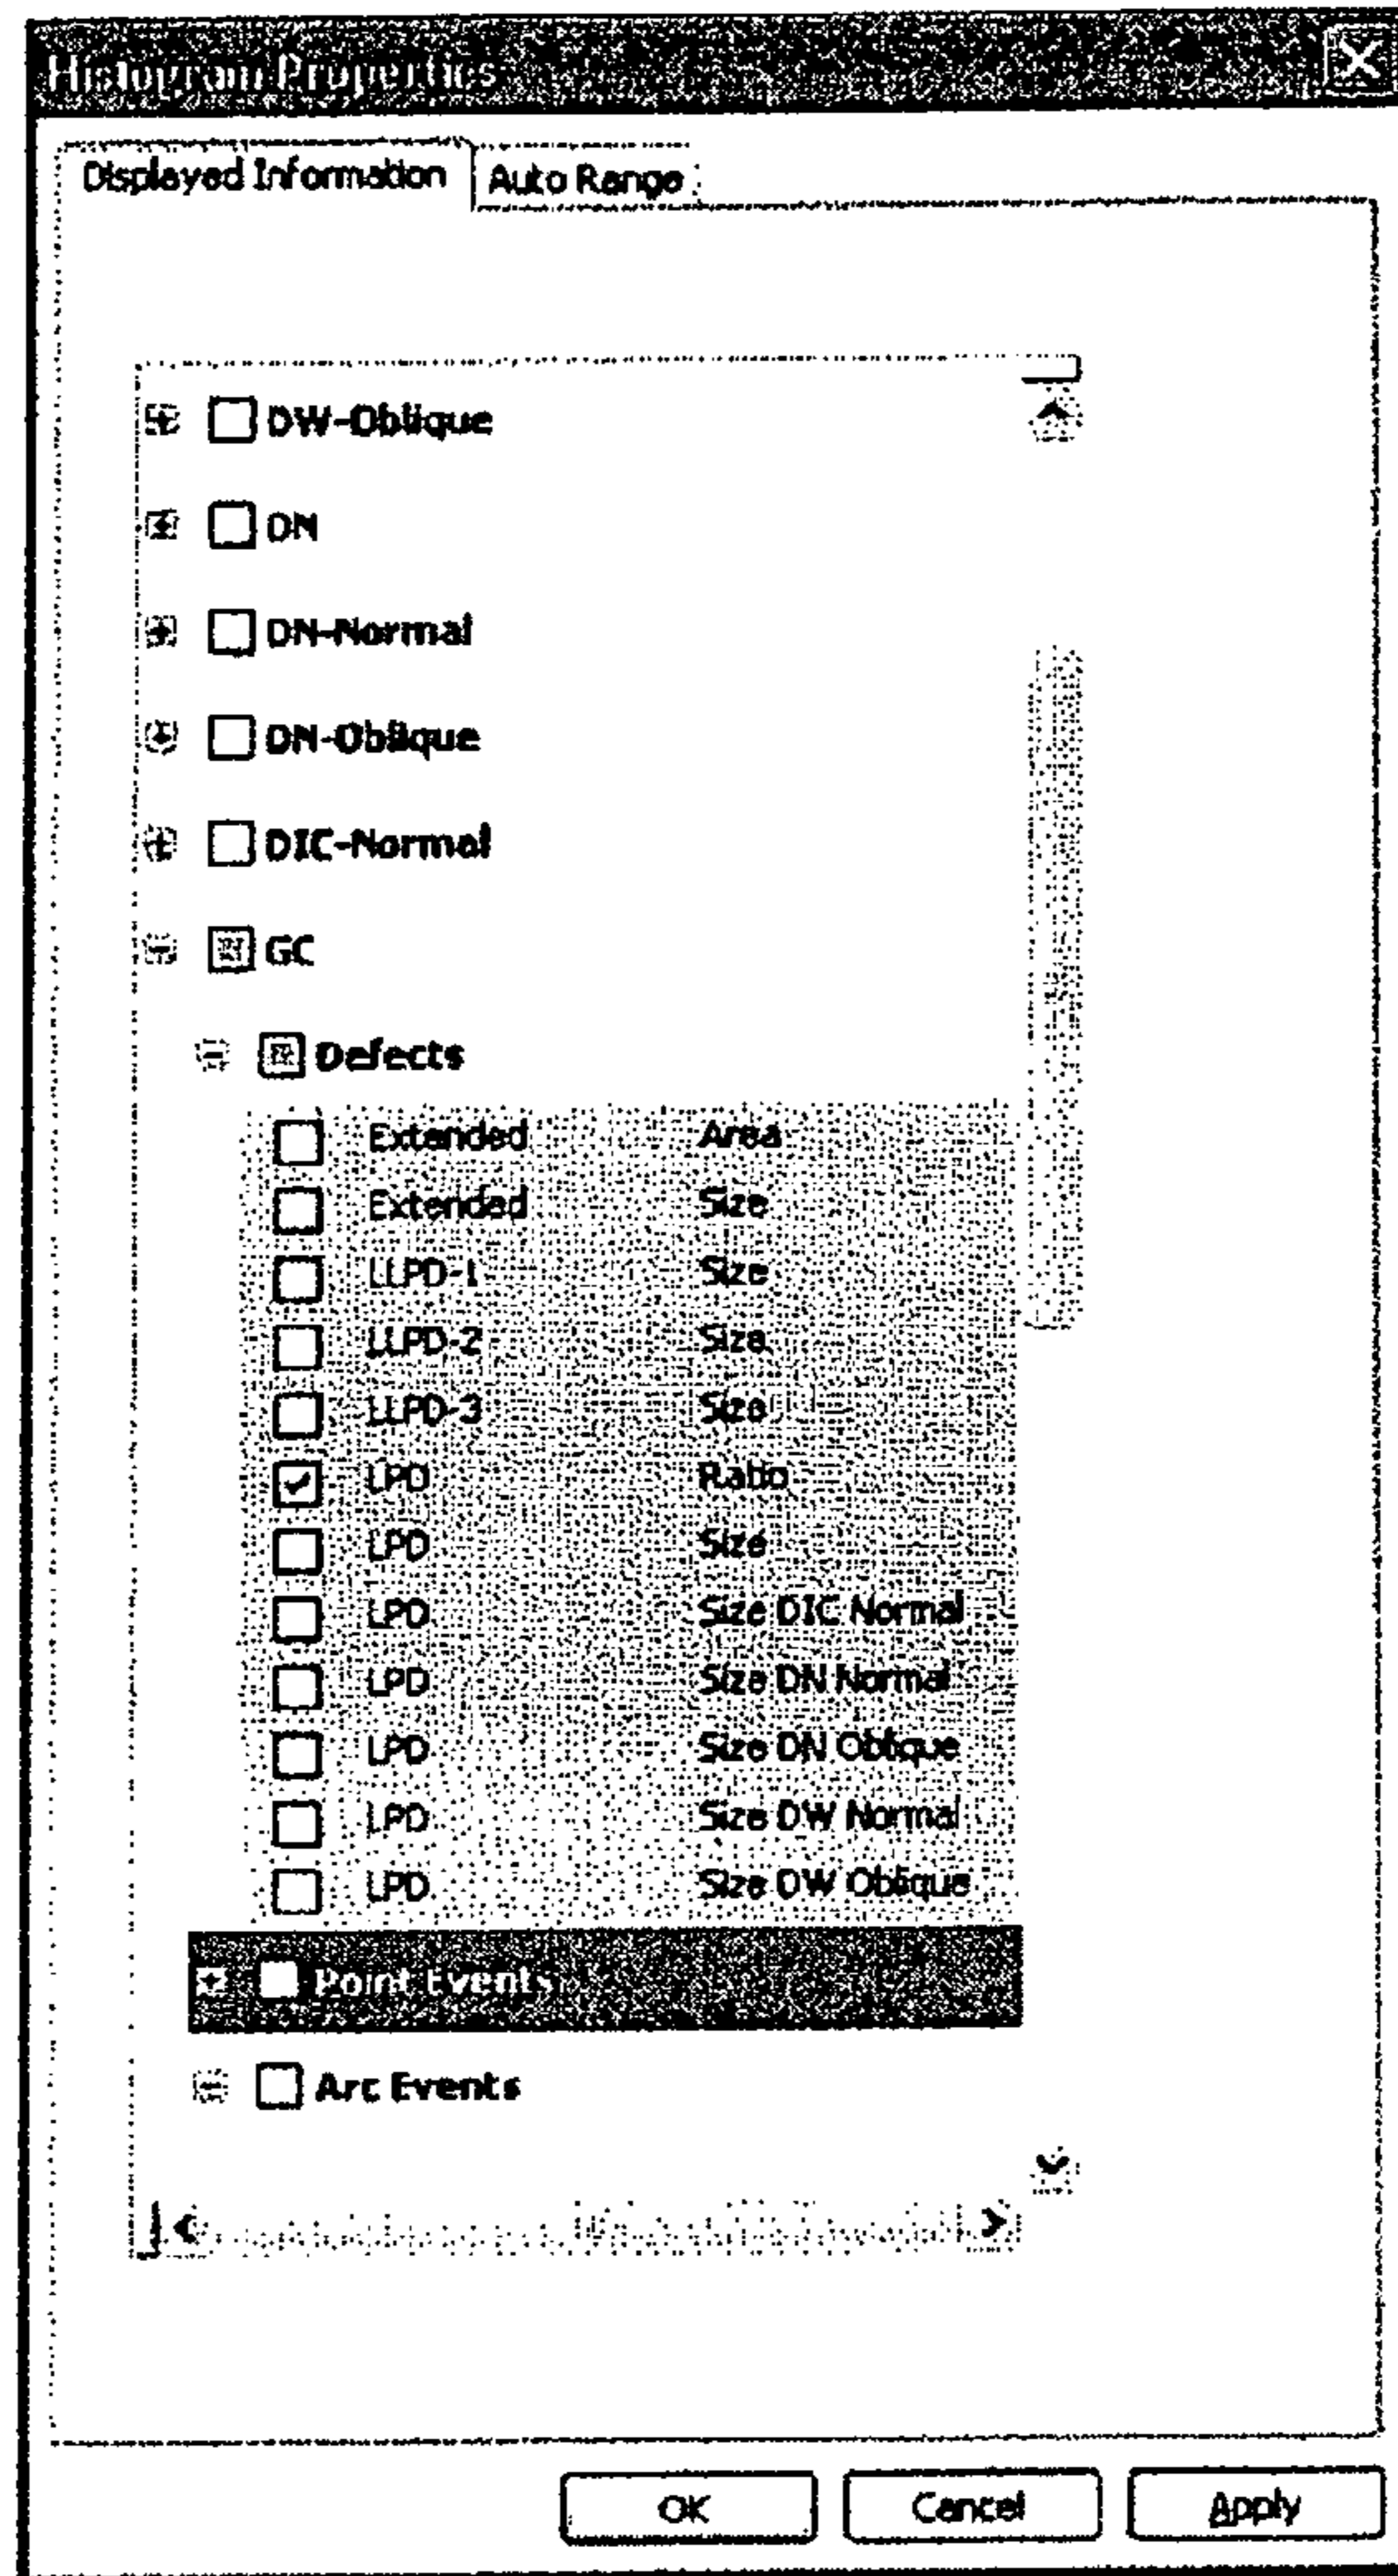 Histogram Properties
Displayed Information Auto Range
DW-Oblique
DN
DN-Normal
DN-Oblique
DIC-Normal
GC
Defects
Extended Area
Extended Size
LLPD-1 Size
LLPD-2 Size
LLPD-3 Size
LPD Ratio
LPD Size
LPD Size DIC Normal
LPD Size DN Normal
LPD Size DN Oblique
LPD Size DW Normal
LPD Size DW Oblique
Point Events
Arc Events
OK Cancel Apply